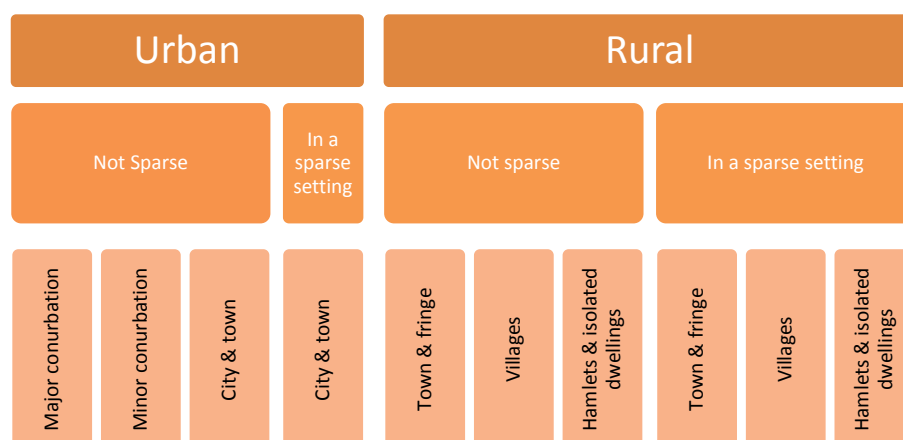 Urban
Rural
Not Sparse
In a
sparse
setting
Not sparse
In a sparse setting
Major conurbation
Minor conurbation
City & town
City & town
Town & fringe
Villages
Hamlets & isolated
dwellings
Town & fringe
Villages
Hamlets & isolated
dwellings